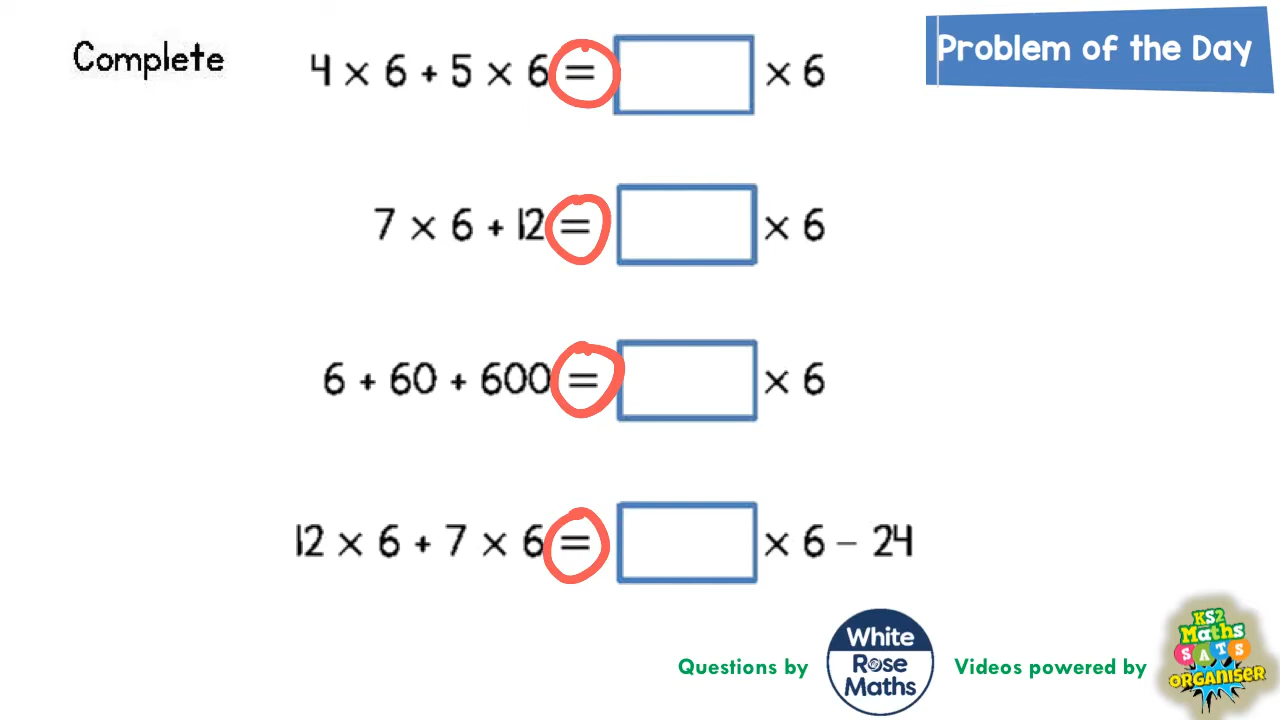 Complete
4 × 6 + 5 × 6 = × 6
Problem of the Day
7 × 6 + 12 = × 6
6 + 60 + 600 = × 6
12 × 6 + 7 × 6 = × 6 – 24
Questions by
White
Rose
Maths
Videos powered by
KS2
Maths
SATS
ORGANISER